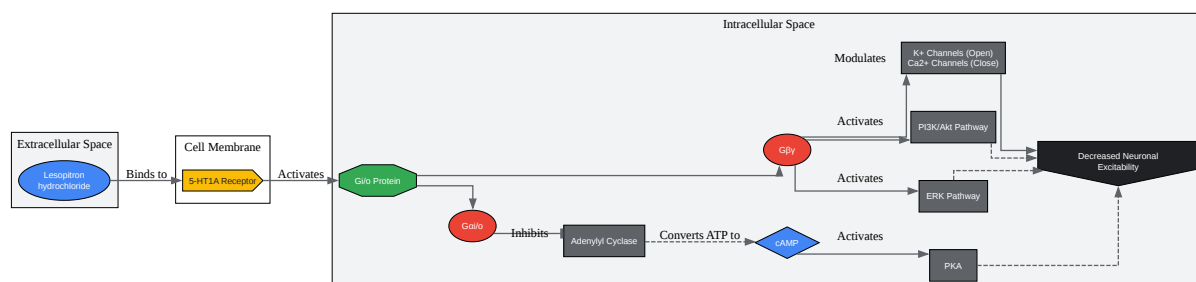 Intracellular Space
K+ Channels (Open)
Ca2+ Channels (Close)
Modulates
Activates
PI3K/Akt Pathway
Extracellular Space
Cell Membrane
Gβγ
Decreased Neuronal
Excitability
Lesopitron
hydrochloride
Binds to
5-HT1A Receptor
Activates
Gi/o Protein
Activates
ERK Pathway
Gαi/o
Inhibits
Adenylyl Cyclase
Converts ATP to
cAMP
Activates
PKA